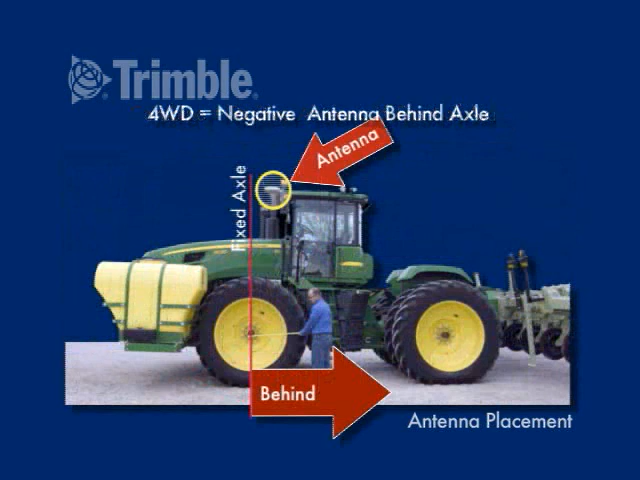 Trimble.
4WD = Negative Antenna Behind Axle
Antenna
Fixed Axle
Behind
Antenna Placement